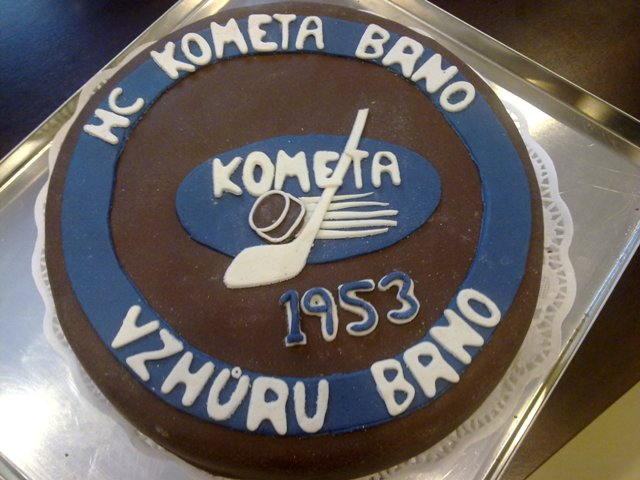 HC KOMETA BRNO
KOMETA
1953
VZHŮRU BRNO